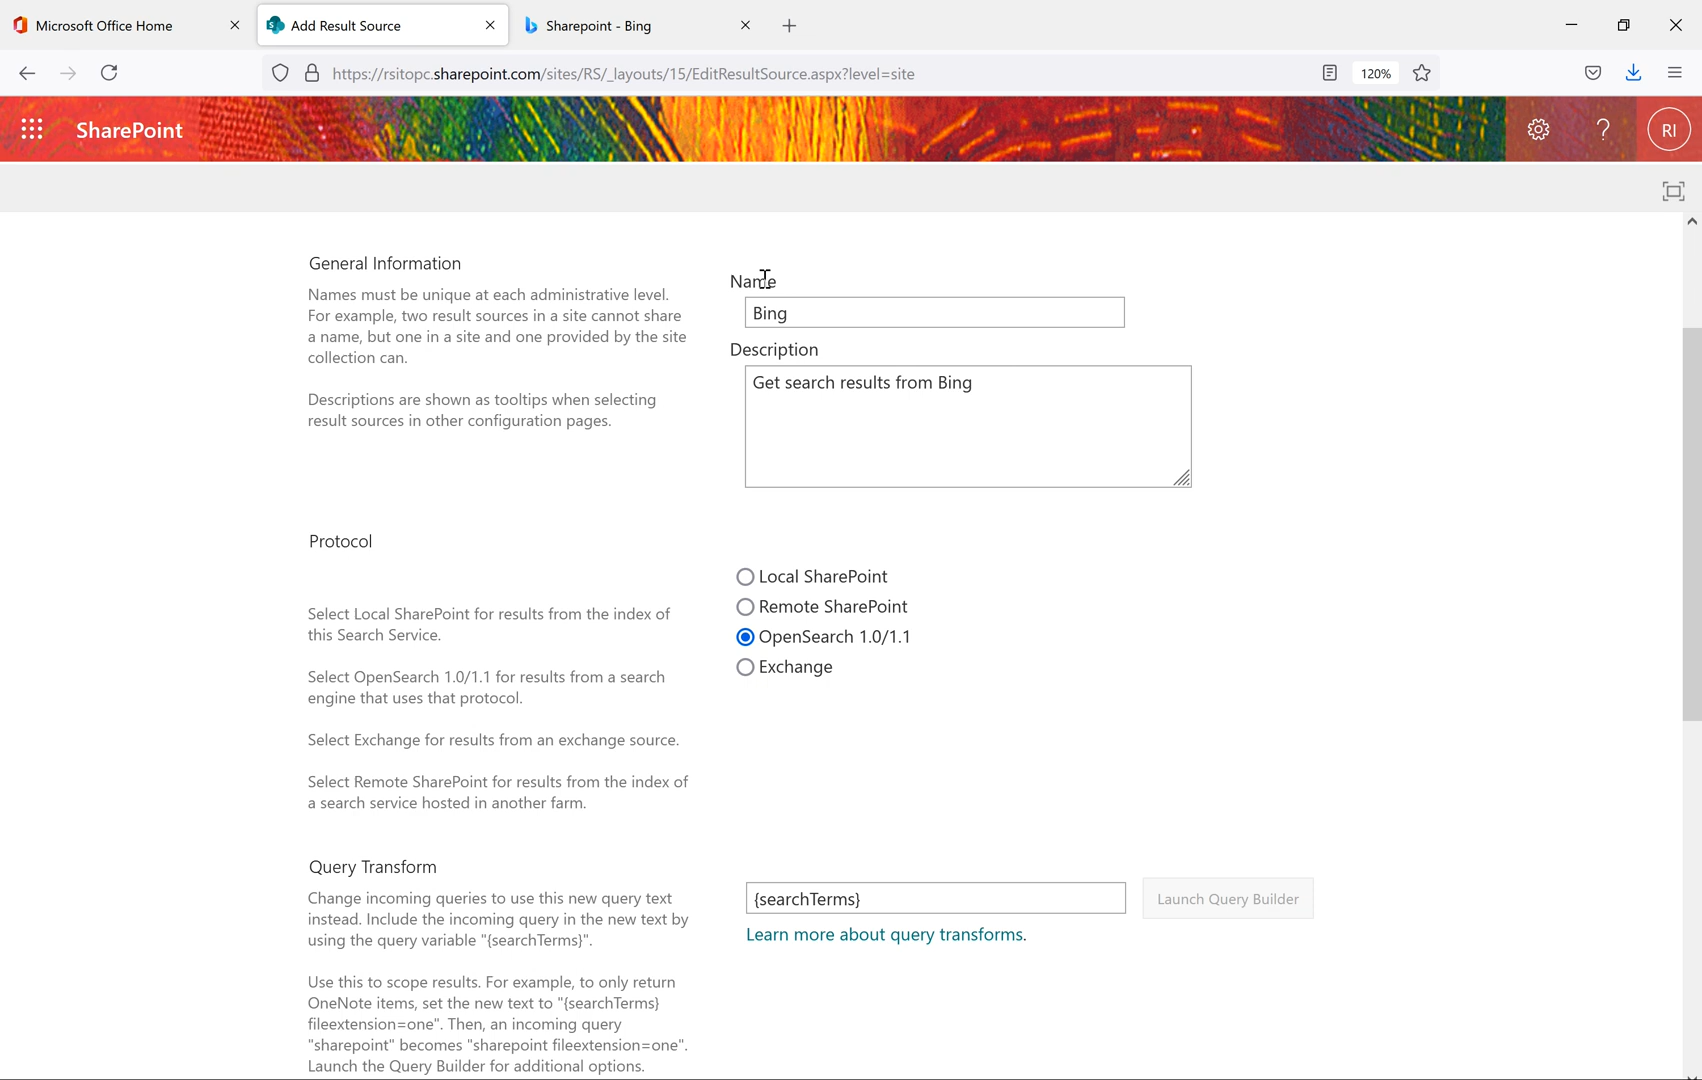 Microsoft Office Home
Add Result Source
Sharepoint - Bing
https://rsitopc.sharepoint.com/sites/RS/_layouts/15/EditResultSource.aspx?level=site
120%
SharePoint
?
RI
General Information
Names must be unique at each administrative level.
For example, two result sources in a site cannot share
a name, but one in a site and one provided by the site
collection can.
Descriptions are shown as tooltips when selecting
result sources in other configuration pages.
Name
Bing
Description
Get search results from Bing
Protocol
Select Local SharePoint for results from the index of
this Search Service.
Select OpenSearch 1.0/1.1 for results from a search
engine that uses that protocol.
Select Exchange for results from an exchange source.
Select Remote SharePoint for results from the index of
a search service hosted in another farm.
Local SharePoint
Remote SharePoint
OpenSearch 1.0/1.1
Exchange
Query Transform
Change incoming queries to use this new query text
instead. Include the incoming query in the new text by
using the query variable "{searchTerms}".
Use this to scope results. For example, to only return
OneNote items, set the new text to "{searchTerms}
fileextension=one". Then, an incoming query
"sharepoint" becomes "sharepoint fileextension=one".
Launch the Query Builder for additional options.
{searchTerms}
Launch Query Builder
Learn more about query transforms.